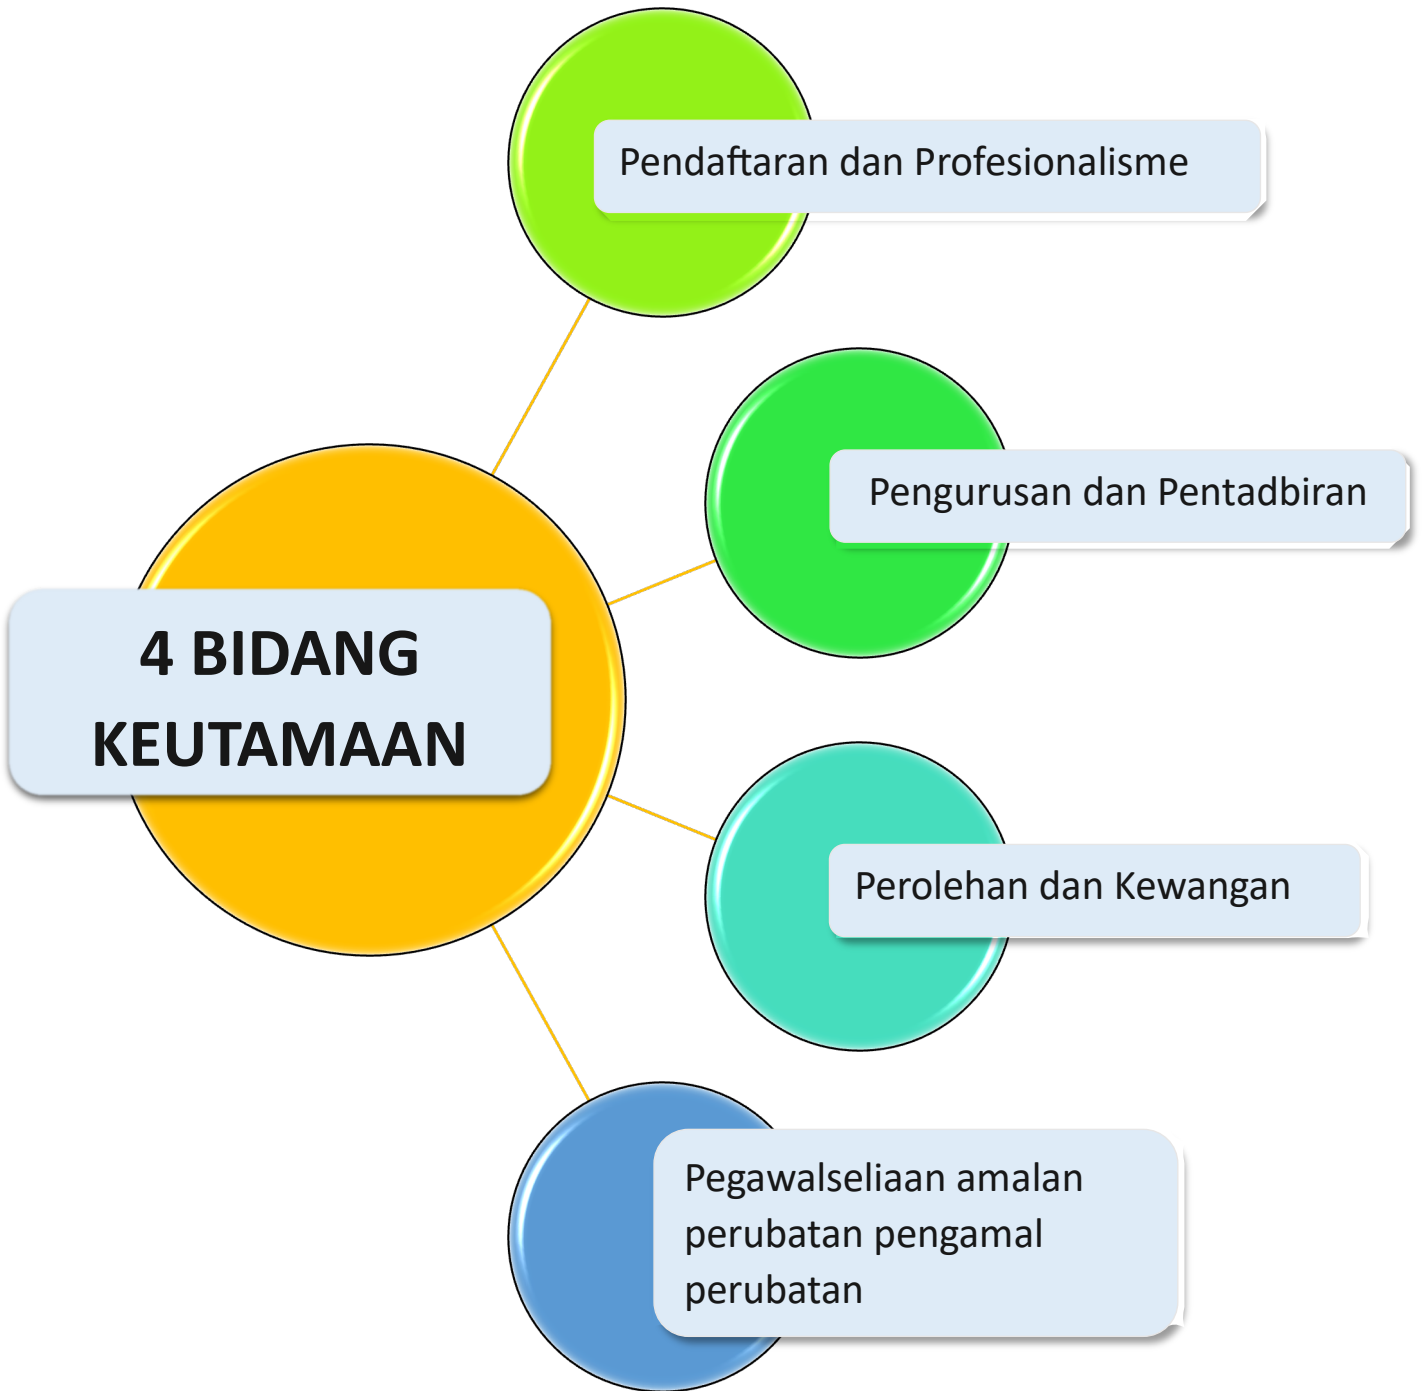 Pendaftaran dan Profesionalisme
Pengurusan dan Pentadbiran
4 BIDANG
KEUTAMAAN
Perolehan dan Kewangan
Pegawalseliaan amalan
perubatan pengamal
perubatan